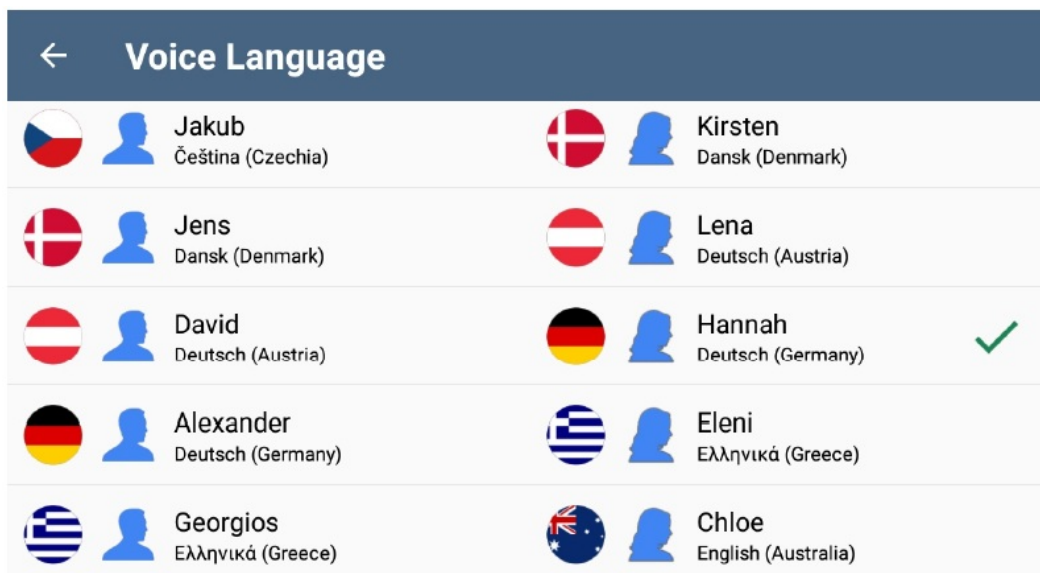 Voice Language
Jakub
Čeština (Czechia)
Kirsten
Dansk (Denmark)
Jens
Dansk (Denmark)
Lena
Deutsch (Austria)
David
Deutsch (Austria)
Hannah
Deutsch (Germany)
Alexander
Deutsch (Germany)
Eleni
Ελληνικά (Greece)
Georgios
Ελληνικά (Greece)
Chloe
English (Australia)